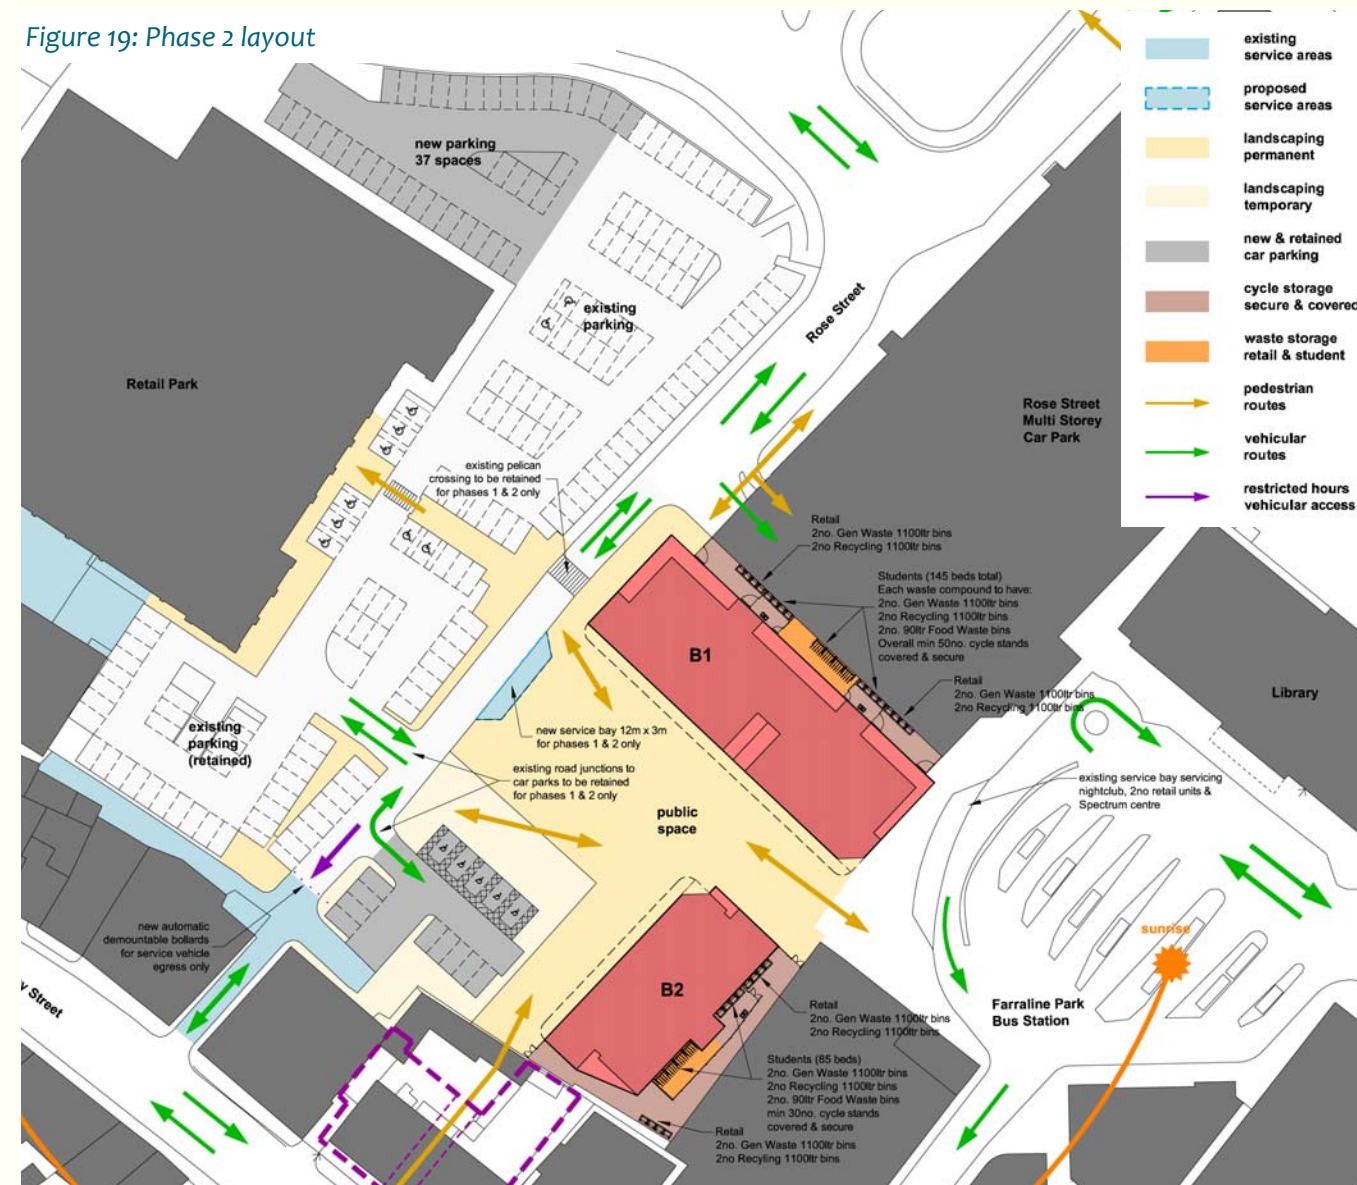 Figure 19: Phase 2 layout
existing
service areas
proposed
service areas
landscaping
permanent
landscaping
temporary
new & retained
car parking
cycle storage
secure & covered
waste storage
retail & student
pedestrian
routes
vehicular
routes
restricted hours
vehicular access
new parking
37 spaces
existing
parking
Rose Street
Retail Park
Rose Street
Multi Storey
Car Park
existing pelican
crossing to be retained
for phases 1 & 2 only
Retail
2no. Gen Waste 1100ltr bins
2no Recycling 1100ltr bins
Students (145 beds total)
Each waste compound to have:
2no. Gen Waste 1100ltr bins
2no Recycling 1100ltr bins
2no. 90ltr Food Waste bins
Overall min 50no. cycle stands
covered & secure
B1
Retail
2no. Gen Waste 1100ltr bins
2no Recycling 1100ltr bins
Library
existing
parking
(retained)
new service bay 12m x 3m
for phases 1 & 2 only
existing road junctions to
car parks to be retained
for phases 1 & 2 only
existing service bay servicing
nightclub, 2no retail units &
Spectrum centre
public
space
new automatic
demountable bollards
for service vehicle
egress only
sunrise
B2
y Street
Farraline Park
Bus Station
Retail
2no. Gen Waste 1100ltr bins
2no Recycling 1100ltr bins
Students (85 beds)
2no. Gen Waste 1100ltr bins
2no Recycling 1100ltr bins
2no. 90ltr Food Waste bins
min 30no. cycle stands
covered & secure
Retail
2no. Gen Waste 1100ltr bins
2no Recyling 1100ltr bins